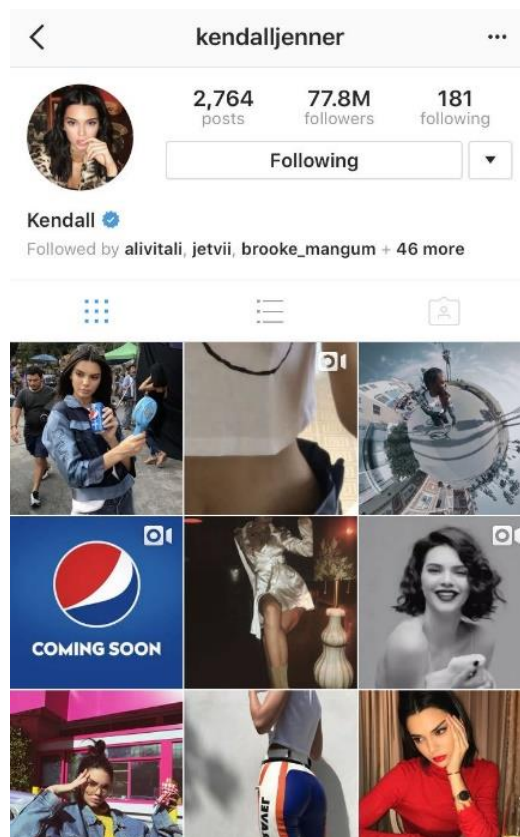 kendalljenner
2,764 77.8M 181
posts followers following
Following
Kendall
Followed by alivitali, jetvii, brooke_mangum + 46 more
COMING SOON